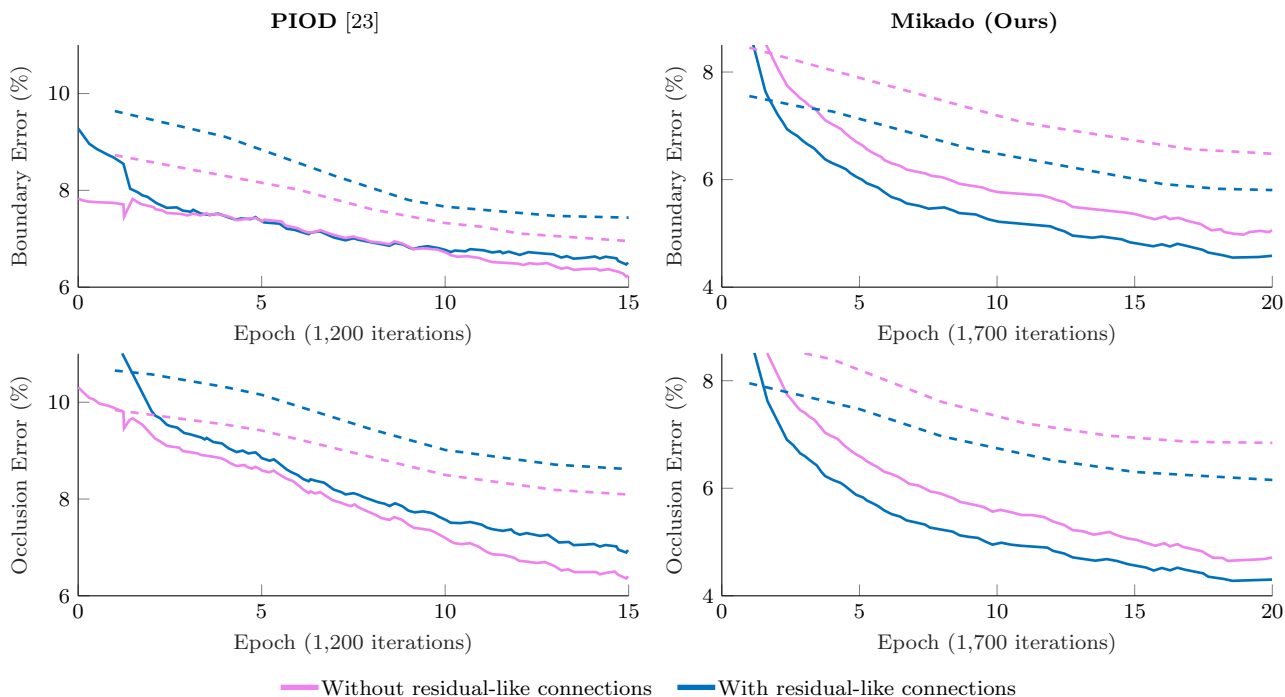 PIOD [23]
Mikado (Ours)
Boundary Error (%)
10
8
6
0
5
10
15
Epoch (1,200 iterations)
Boundary Error (%)
8
6
4
0
5
10
15
20
Epoch (1,700 iterations)
Occlusion Error (%)
10
8
6
0
5
10
15
Epoch (1,200 iterations)
Occlusion Error (%)
8
6
4
0
5
10
15
20
Epoch (1,700 iterations)
Without residual-like connections
With residual-like connections